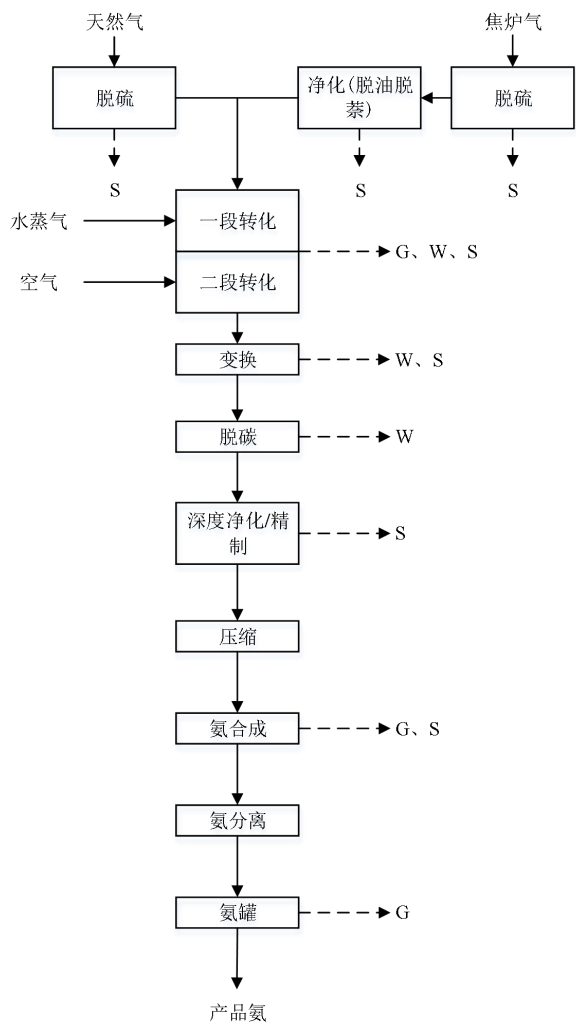 天然气
焦炉气
脱硫
净化(脱油脱
萘)
脱硫
S
S
S
水蒸气
一段转化
G、W、S
空气
二段转化
变换
W、S
脱碳
W
深度净化/精
制
S
压缩
氨合成
G、S
氨分离
氨罐
G
产品氨